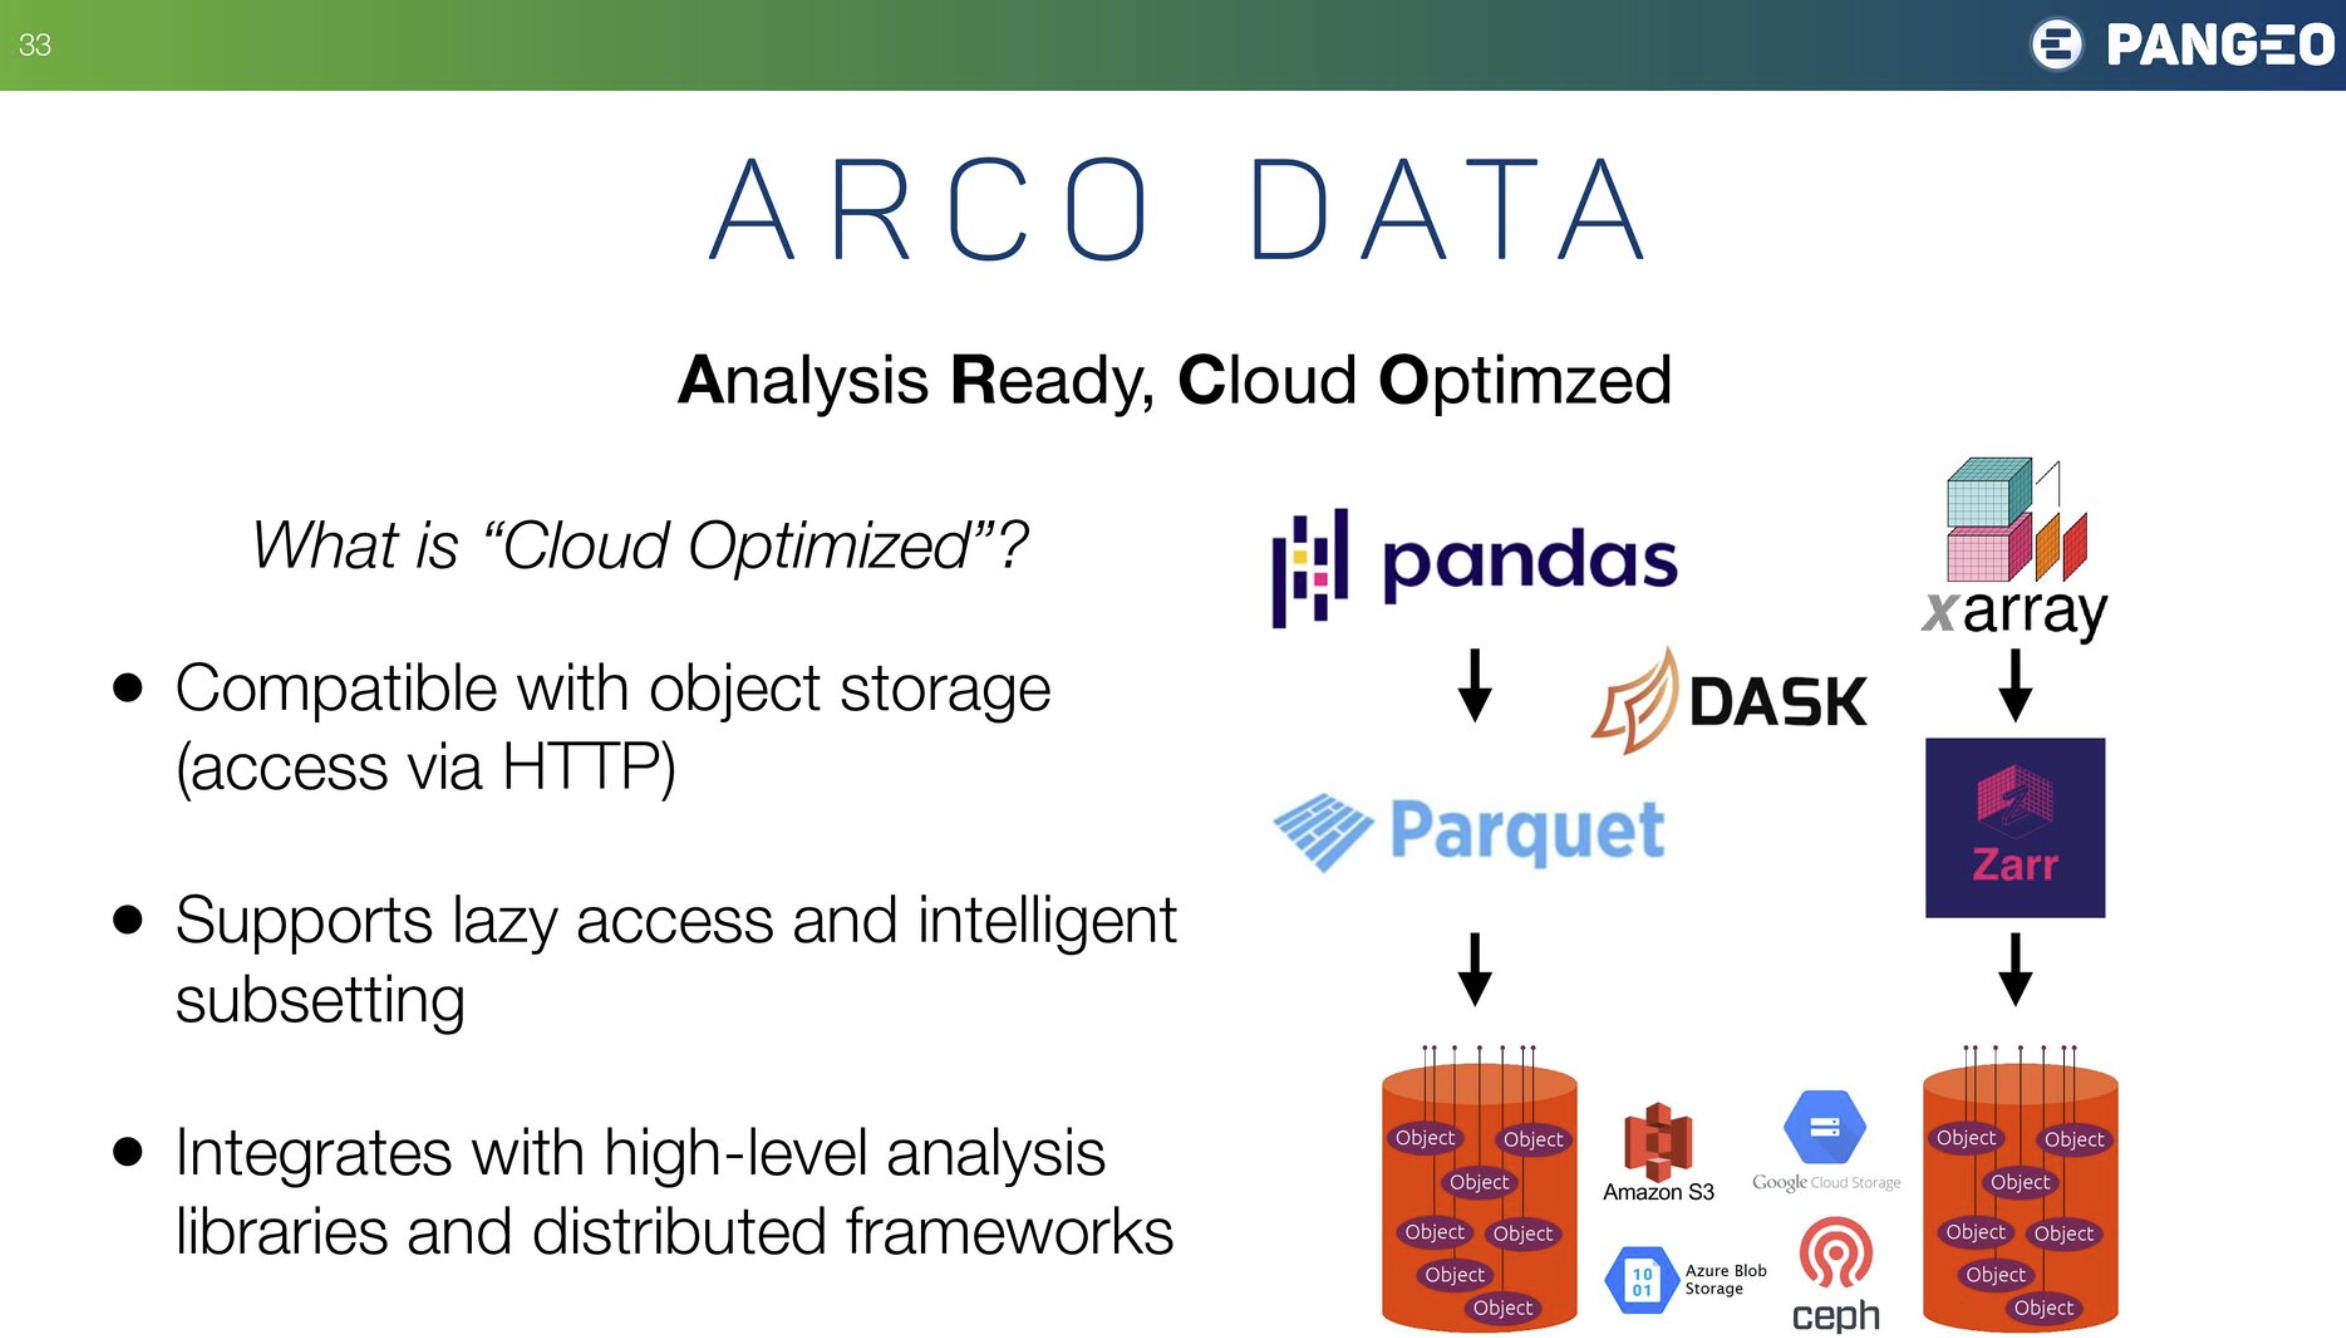 33
PANGEO
ARCO DATA
Analysis Ready, Cloud Optimzed
What is “Cloud Optimized”?
• Compatible with object storage
(access via HTTP)
• Supports lazy access and intelligent
subsetting
• Integrates with high-level analysis
libraries and distributed frameworks
pandas
xarray
DASK
Parquet
Zarr
Object
Object
Object
Object
Object
Object
Object
Amazon S3
Google Cloud Storage
10
01
Azure Blob
Storage
ceph
Object
Object
Object
Object
Object
Object
Object